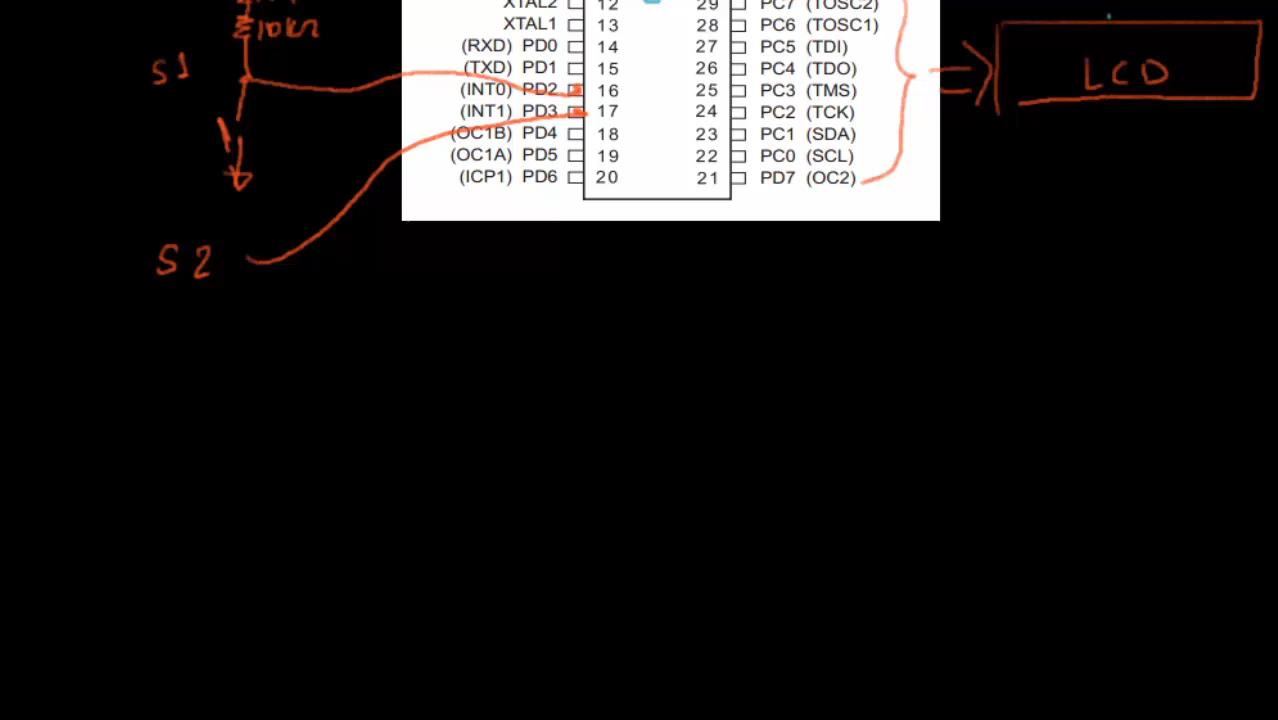 10kΩ
S1
S2
XTAL2 12
XTAL1 13
(RXD) PD0 14
(TXD) PD1 15
(INT0) PD2 16
(INT1) PD3 17
(OC1B) PD4 18
(OC1A) PD5 19
(ICP1) PD6 20
29 PC7 (TOSC2)
28 PC6 (TOSC1)
27 PC5 (TDI)
26 PC4 (TDO)
25 PC3 (TMS)
24 PC2 (TCK)
23 PC1 (SDA)
22 PC0 (SCL)
21 PD7 (OC2)
LCD